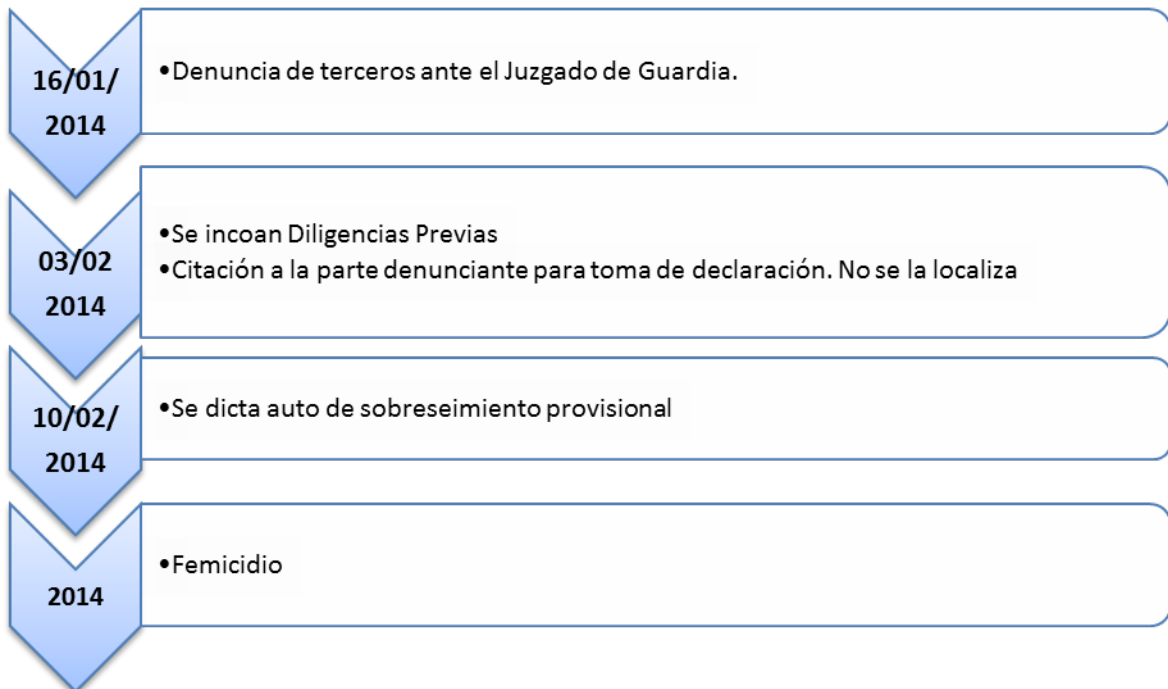 16/01/
2014
•Denuncia de terceros ante el Juzgado de Guardia.
03/02
2014
•Se incoan Diligencias Previas
•Citación a la parte denunciante para toma de declaración. No se la localiza
10/02/
2014
•Se dicta auto de sobreseimiento provisional
2014
•Femicidio